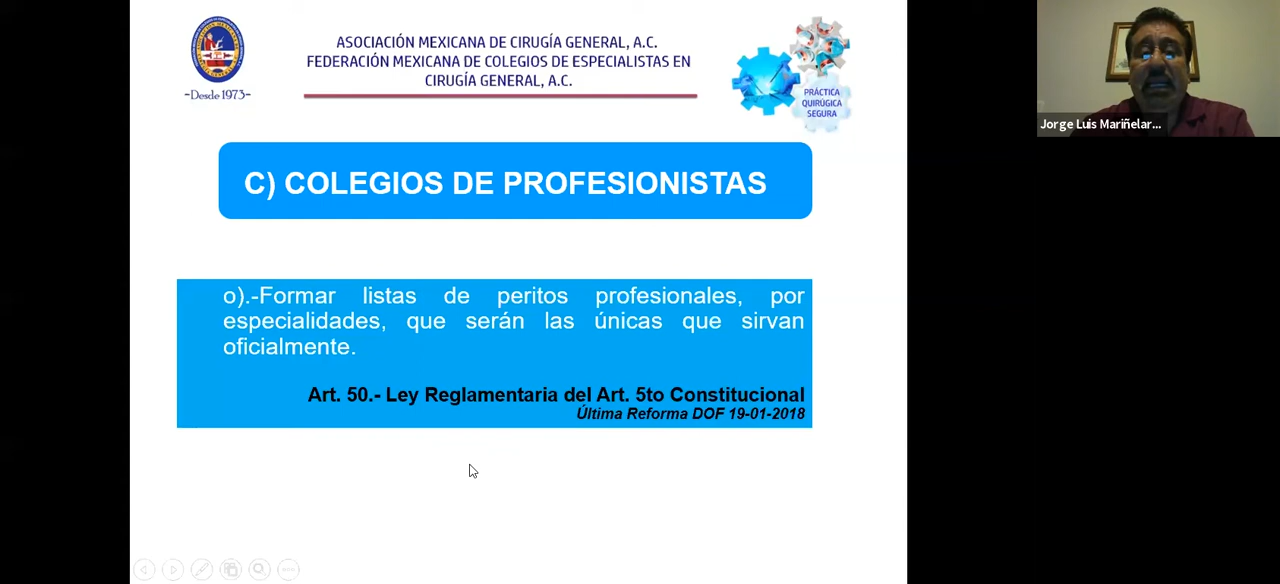 ASOCIACIÓN MEXICANA DE CIRUGÍA GENERAL, A.C.
FEDERACIÓN MEXICANA DE COLEGIOS DE ESPECIALISTAS EN
CIRUGÍA GENERAL, A.C.
-Desde 1973-
PRÁCTICA
QUIRÚGICA
SEGURA
Jorge Luis Mariñelar...
C) COLEGIOS DE PROFESIONISTAS
o).-Formar listas de peritos profesionales, por
especialidades, que serán las únicas que sirvan
oficialmente.
Art. 50.- Ley Reglamentaria del Art. 5to Constitucional
Última Reforma DOF 19-01-2018